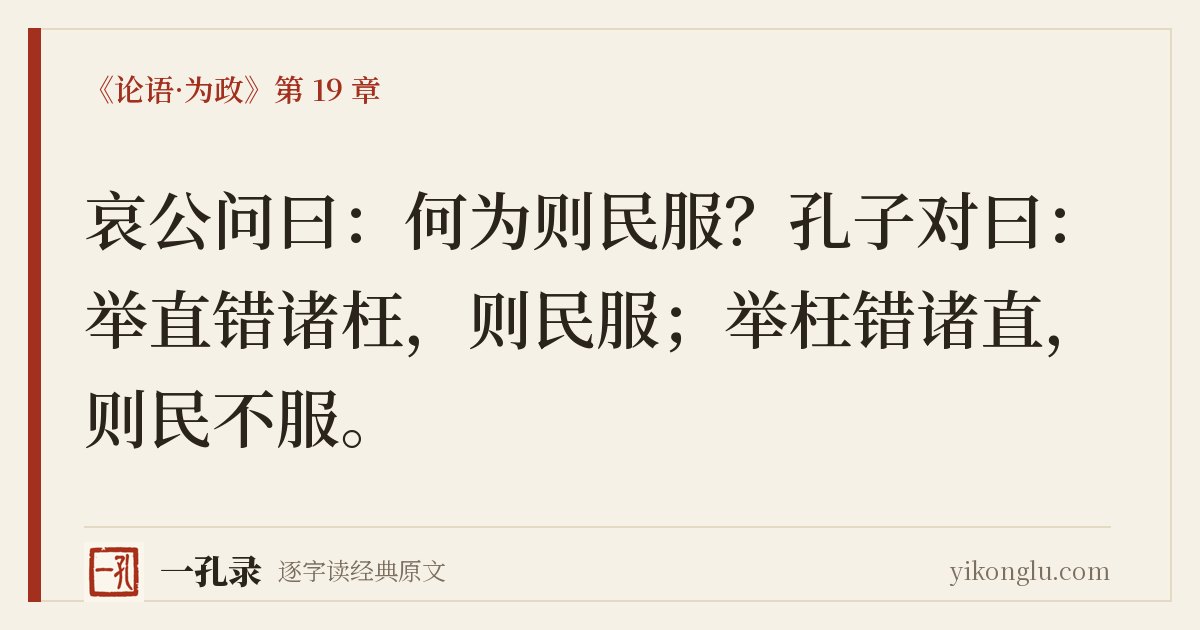 《论语·为政》第 19 章
哀公问曰：何为则民服？孔子对曰：
举直错诸枉，则民服；举枉错诸直，
则民不服。
一孔
一孔录 逐字读经典原文 yikonglu.com